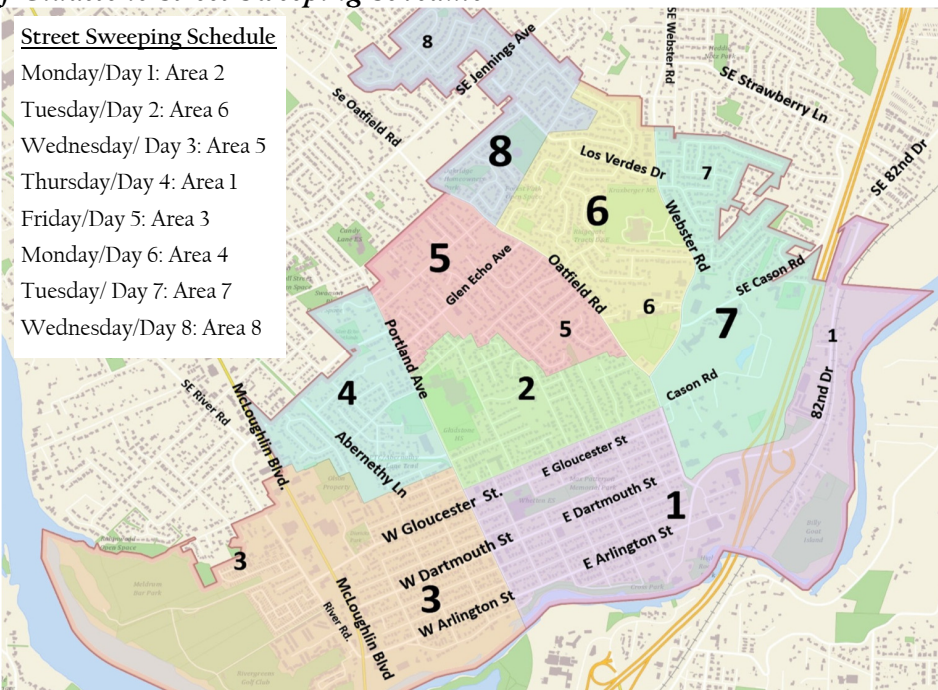 Street Sweeping Schedule
Monday/Day 1: Area 2
Tuesday/Day 2: Area 6
Wednesday/ Day 3: Area 5
Thursday/Day 4: Area 1
Friday/Day 5: Area 3
Monday/Day 6: Area 4
Tuesday/ Day 7: Area 7
Wednesday/Day 8: Area 8
8
SE Jennings Ave
SE Webster Rd
SE Strawberry Ln
Se Oatfield Rd
8
Los Verdes Dr
7
SE 82nd Dr
6
Webster Rd
5
Glen Echo Ave
Oatfield Rd
SE Cason Rd
6
7
5
1
Portland Ave
4
2
Cason Rd
82nd Dr
SE River Rd
McLoughlin Blvd.
Abernethy Ln
E Gloucester St
W Gloucester St.
E Dartmouth St
1
W Dartmouth St
E Arlington St
3
3
W Arlington St
McLoughlin Blvd
River Rd.